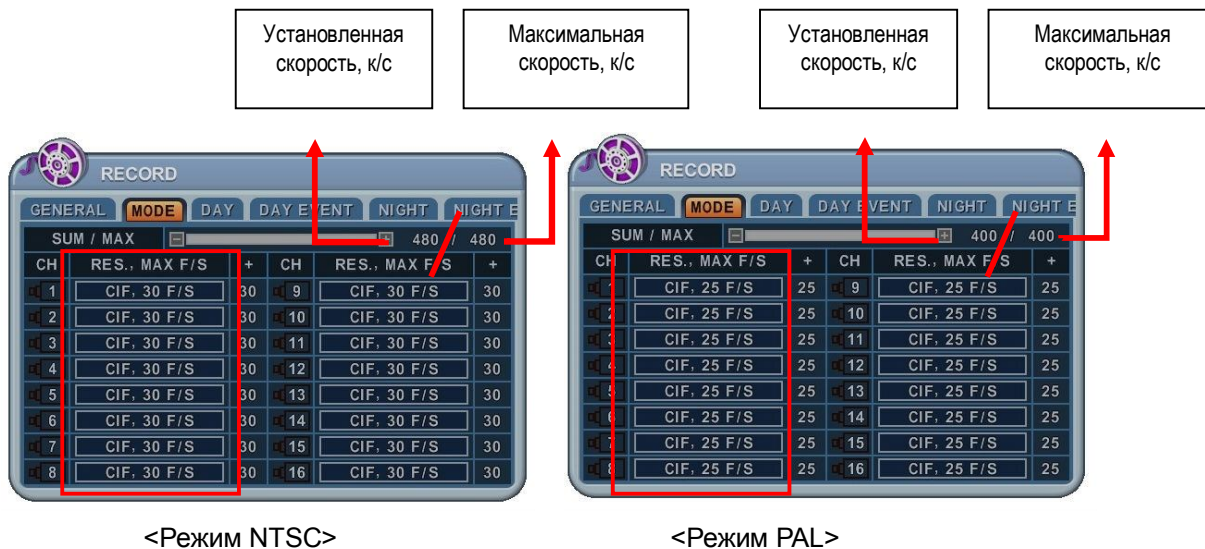 Установленная
скорость, к/с
Максимальная
скорость, к/с
Установленная
скорость, к/с
Максимальная
скорость, к/с
RECORD
GENERAL MODE DAY DAY EVENT NIGHT NIGHT E
SUM / MAX 480 / 480
CH RES., MAX F/S + CH RES., MAX F/S +
1 CIF, 30 F/S 30 9 CIF, 30 F/S 30
2 CIF, 30 F/S 30 10 CIF, 30 F/S 30
3 CIF, 30 F/S 30 11 CIF, 30 F/S 30
4 CIF, 30 F/S 30 12 CIF, 30 F/S 30
5 CIF, 30 F/S 30 13 CIF, 30 F/S 30
6 CIF, 30 F/S 30 14 CIF, 30 F/S 30
7 CIF, 30 F/S 30 15 CIF, 30 F/S 30
8 CIF, 30 F/S 30 16 CIF, 30 F/S 30
<Режим NTSC>
RECORD
GENERAL MODE DAY DAY EVENT NIGHT NIGHT E
SUM / MAX 400 / 400
CH RES., MAX F/S + CH RES., MAX F/S +
1 CIF, 25 F/S 25 9 CIF, 25 F/S 25
2 CIF, 25 F/S 25 10 CIF, 25 F/S 25
3 CIF, 25 F/S 25 11 CIF, 25 F/S 25
4 CIF, 25 F/S 25 12 CIF, 25 F/S 25
5 CIF, 25 F/S 25 13 CIF, 25 F/S 25
6 CIF, 25 F/S 25 14 CIF, 25 F/S 25
7 CIF, 25 F/S 25 15 CIF, 25 F/S 25
8 CIF, 25 F/S 25 16 CIF, 25 F/S 25
<Режим PAL>